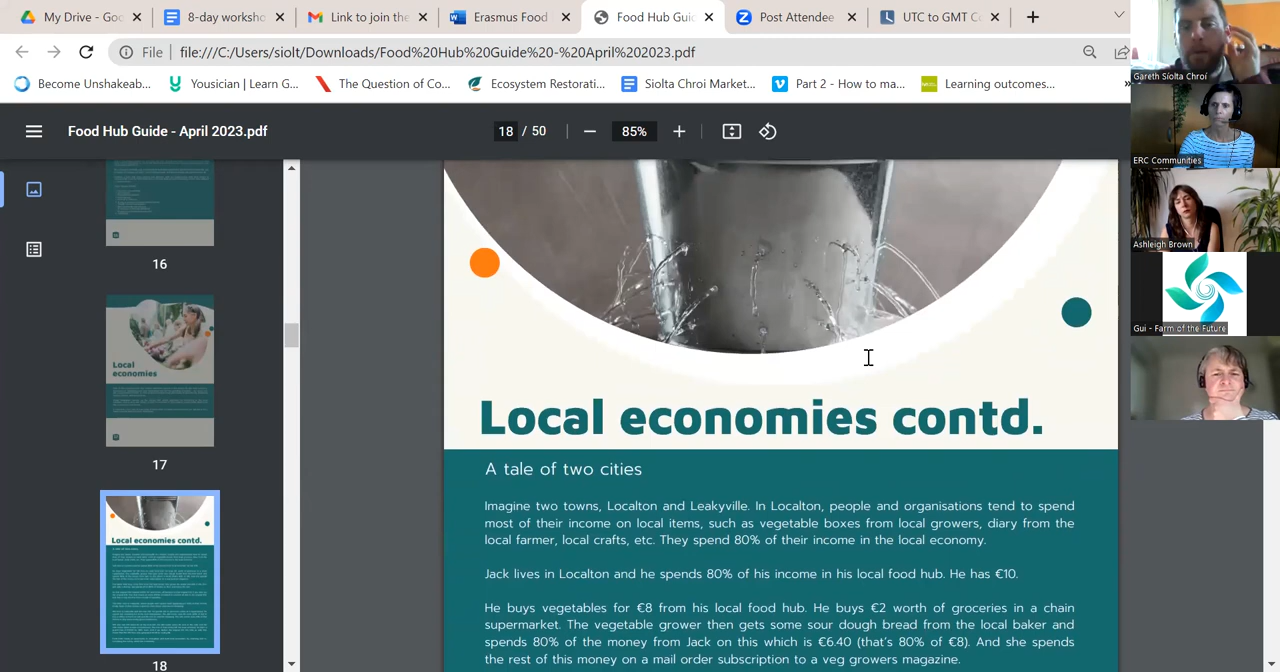 My Drive - Goo
8-day worksho
Link to join the
Erasmus Food
Food Hub Guid
Post Attendee
UTC to GMT Co
File
file:///C:/Users/siolt/Downloads/Food%20Hub%20Guide%20-%20April%202023.pdf
Become Unshakeab...
Yousician | Learn G...
The Question of Co...
Ecosystem Restorati...
Siolta Chroi Market...
Part 2 - How to ma...
Learning outcomes...
Food Hub Guide - April 2023.pdf
18 / 50
85%
16
Local
economies
17
Local economies contd.
18
Local economies contd.
A tale of two cities
Imagine two towns, Localton and Leakyville. In Localton, people and organisations tend to spend
most of their income on local items, such as vegetable boxes from local growers, diary from the
local farmer, local crafts, etc. They spend 80% of their income in the local economy.
Jack lives in Localton and he spends 80% of his income in his local food hub. He has €10.
He buys vegetables for €8 from his local food hub. He buys €2 worth of groceries in a chain
supermarket. The vegetable grower then gets some sour dough bread from the local baker and
spends 80% of the money from Jack on this which is €6.40 (that's 80% of €8). And she spends
the rest of this money on a mail order subscription to a veg growers magazine.
Gareth Síolta Chroí
ERC Communities
Ashleigh Brown
Gui - Farm of the Future